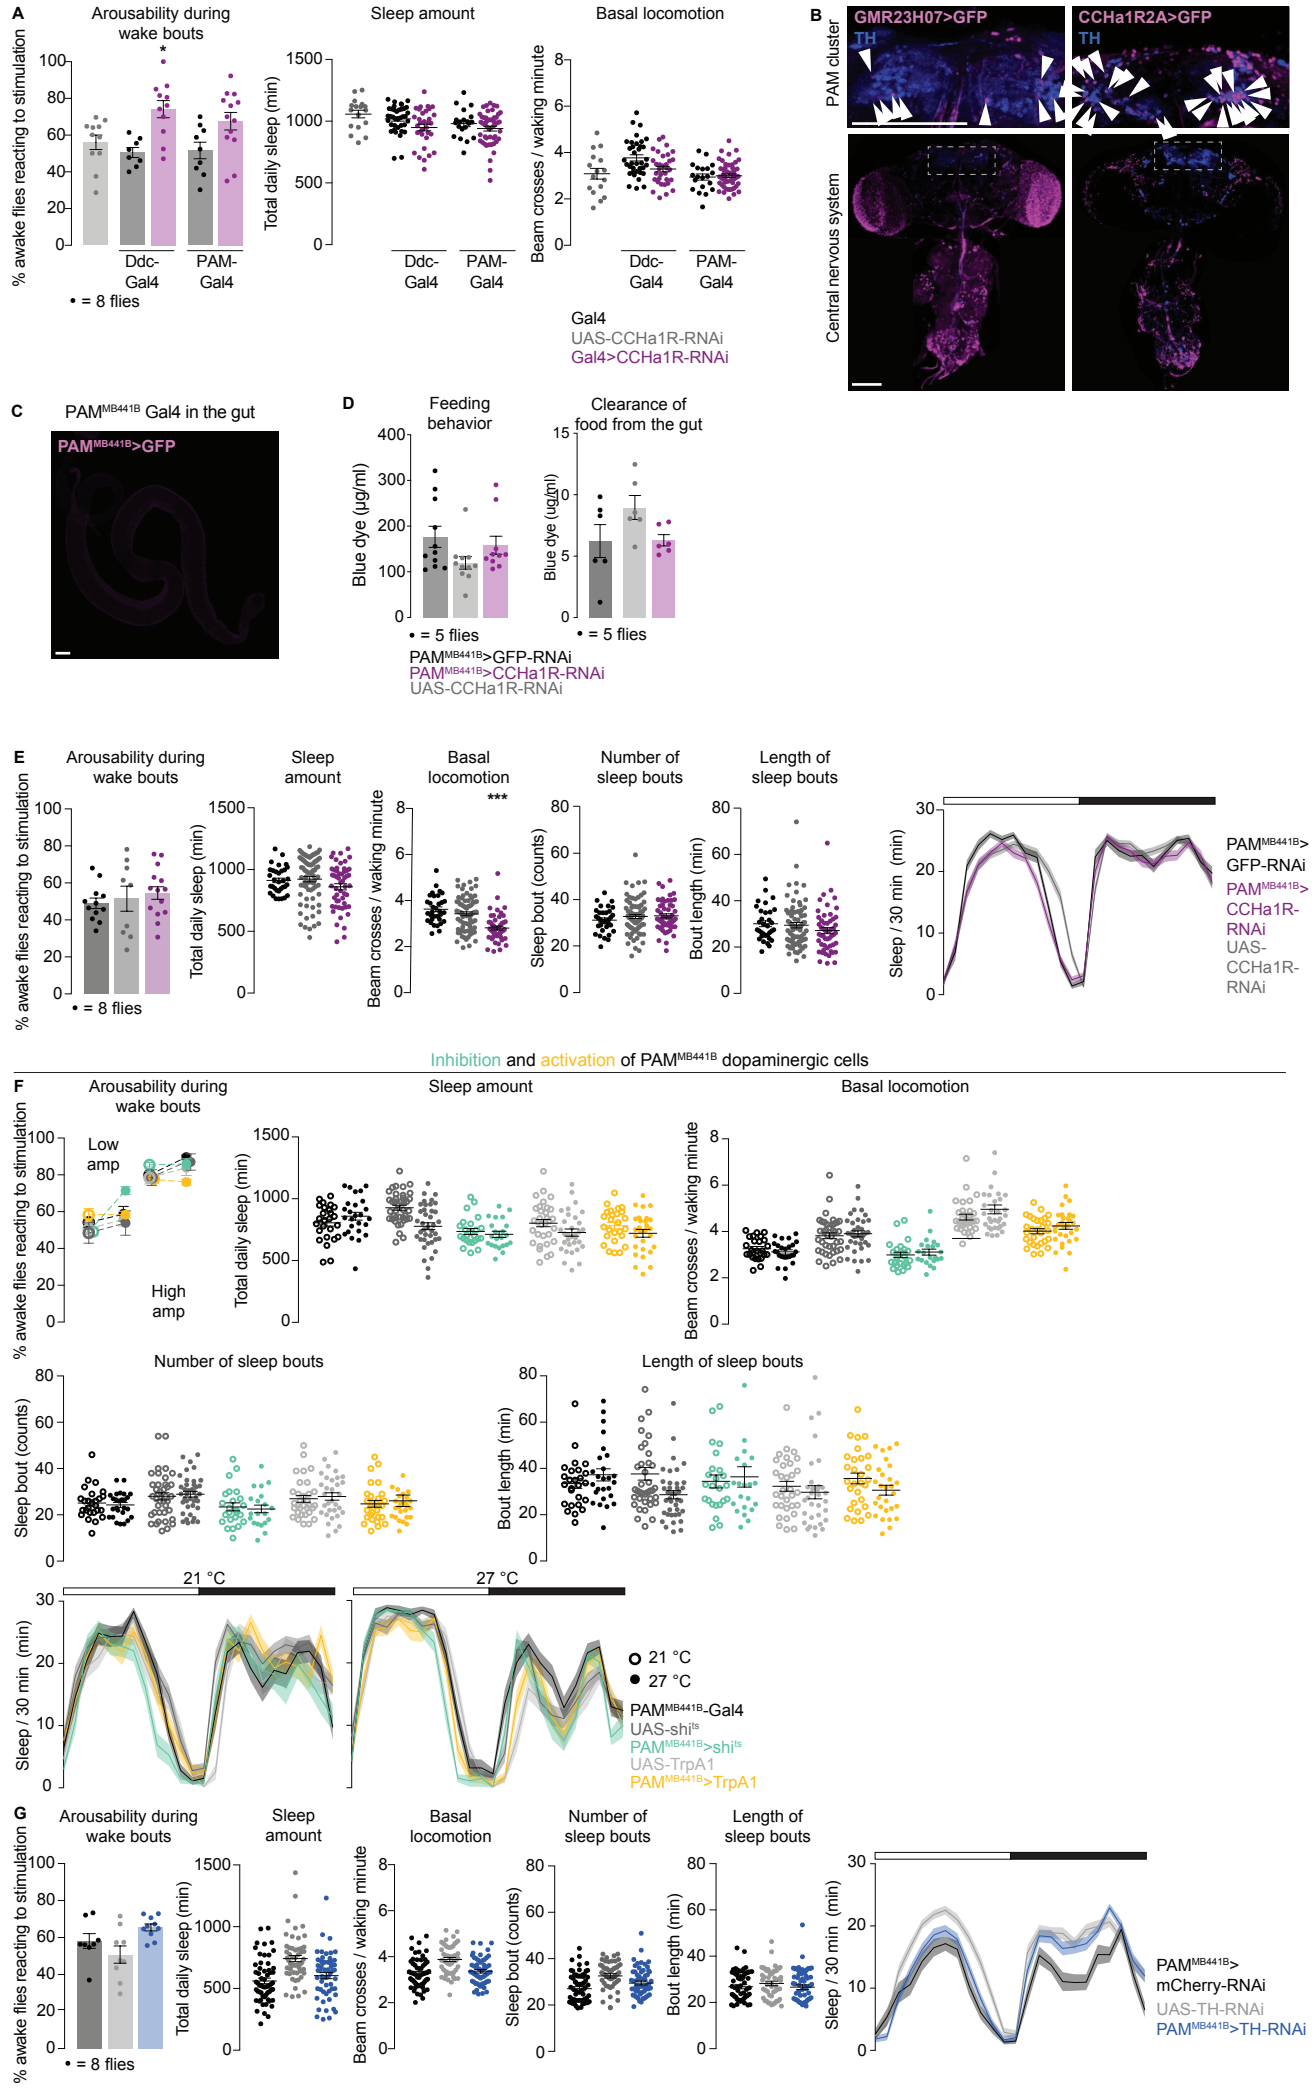 A
Arousability during
wake bouts
% awake flies reacting to stimulation
100
80
60
40
20
0
*
Ddc-
Gal4
PAM-
Gal4
• = 8 flies
Sleep amount
Total daily sleep (min)
1500
1000
500
0
Ddc-
Gal4
PAM-
Gal4
Basal locomotion
Beam crosses / waking minute
8
6
4
2
0
Ddc-
Gal4
PAM-
Gal4
Gal4
UAS-CCHa1R-RNAi
Gal4>CCHa1R-RNAi
B
PAM cluster
Central nervous system
GMR23H07>GFP
TH
CCHa1R2A>GFP
TH
C
PAMMB441B Gal4 in the gut
PAMMB441B>GFP
D
Feeding
behavior
Blue dye (µg/ml)
400
300
200
100
0
• = 5 flies
Clearance of
food from the gut
Blue dye (ug/ml)
15
10
5
0
• = 5 flies
PAMMB441B>GFP-RNAi
PAMMB441B>CCHa1R-RNAi
UAS-CCHa1R-RNAi
E
Arousability during
wake bouts
% awake flies reacting to stimulation
100
80
60
40
20
0
• = 8 flies
Sleep
amount
Total daily sleep (min)
1500
1000
500
0
Basal
locomotion
***
Beam crosses / waking minute
8
6
4
2
0
Number of
sleep bouts
Sleep bout (counts)
80
60
40
20
0
Length of
sleep bouts
Bout length (min)
80
60
40
20
0
Sleep / 30 min (min)
30
20
10
0
PAMMB441B>
GFP-RNAi
PAMMB441B>
CCHa1R-
RNAi
UAS-
CCHa1R-
RNAi
Inhibition and activation of PAMMB441B dopaminergic cells
F
Arousability during
wake bouts
% awake flies reacting to stimulation
100
80
60
40
20
0
Low
amp
High
amp
Sleep amount
Total daily sleep (min)
1500
1000
500
0
Basal locomotion
Beam crosses / waking minute
8
6
4
2
0
Number of sleep bouts
Sleep bout (counts)
80
60
40
20
0
Length of sleep bouts
Bout length (min)
80
60
40
20
0
21 °C
27 °C
Sleep / 30 min (min)
30
20
10
0
21 °C
27 °C
PAMMB441B-Gal4
UAS-shits
PAMMB441B>shits
UAS-TrpA1
PAMMB441B>TrpA1
G
Arousability during
wake bouts
% awake flies reacting to stimulation
100
80
60
40
20
0
• = 8 flies
Sleep
amount
Total daily sleep (min)
1500
1000
500
0
Basal
locomotion
Beam crosses / waking minute
8
6
4
2
0
Number of
sleep bouts
Sleep bout (counts)
80
60
40
20
0
Length of
sleep bouts
Bout length (min)
80
60
40
20
0
Sleep / 30 min (min)
30
20
10
0
PAMMB441B>
mCherry-RNAi
UAS-TH-RNAi
PAMMB441B>TH-RNAi